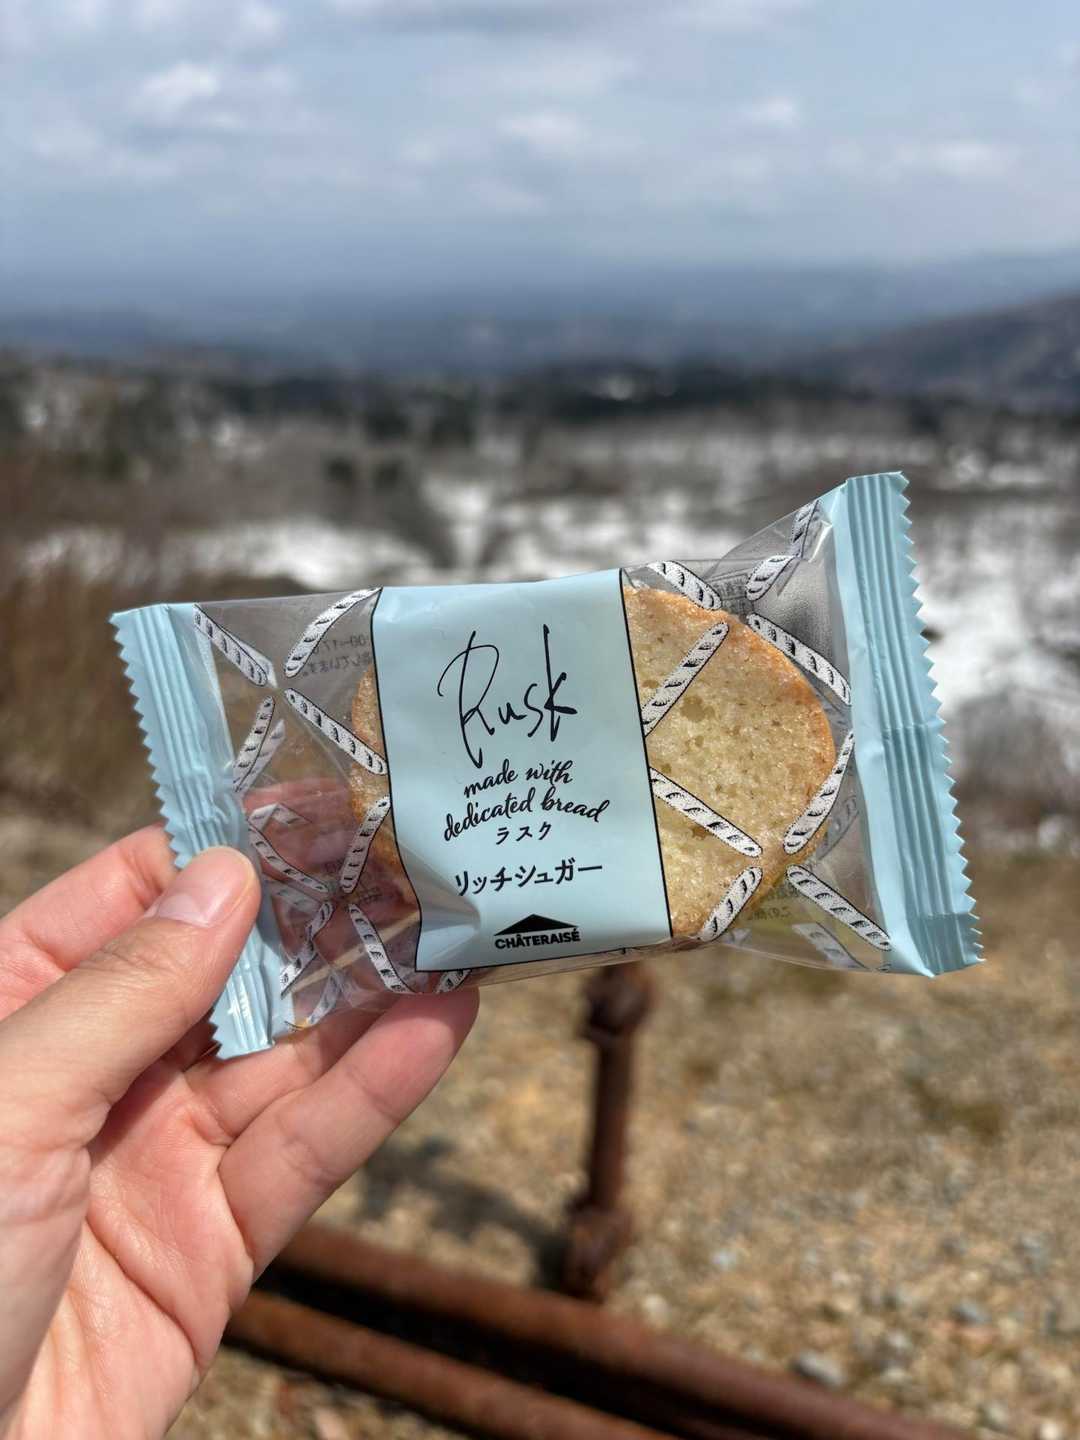 Rusk
made with
dedicated bread
ラスク
リッチシュガー
CHÂTERAISÉ